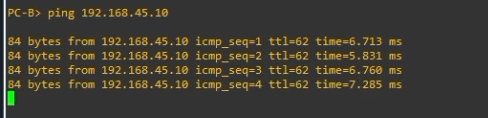 PC-B> ping 192.168.45.10
84 bytes from 192.168.45.10 icmp_seq=1 ttl=62 time=6.713 ms
84 bytes from 192.168.45.10 icmp_seq=2 ttl=62 time=5.831 ms
84 bytes from 192.168.45.10 icmp_seq=3 ttl=62 time=6.760 ms
84 bytes from 192.168.45.10 icmp_seq=4 ttl=62 time=7.285 ms